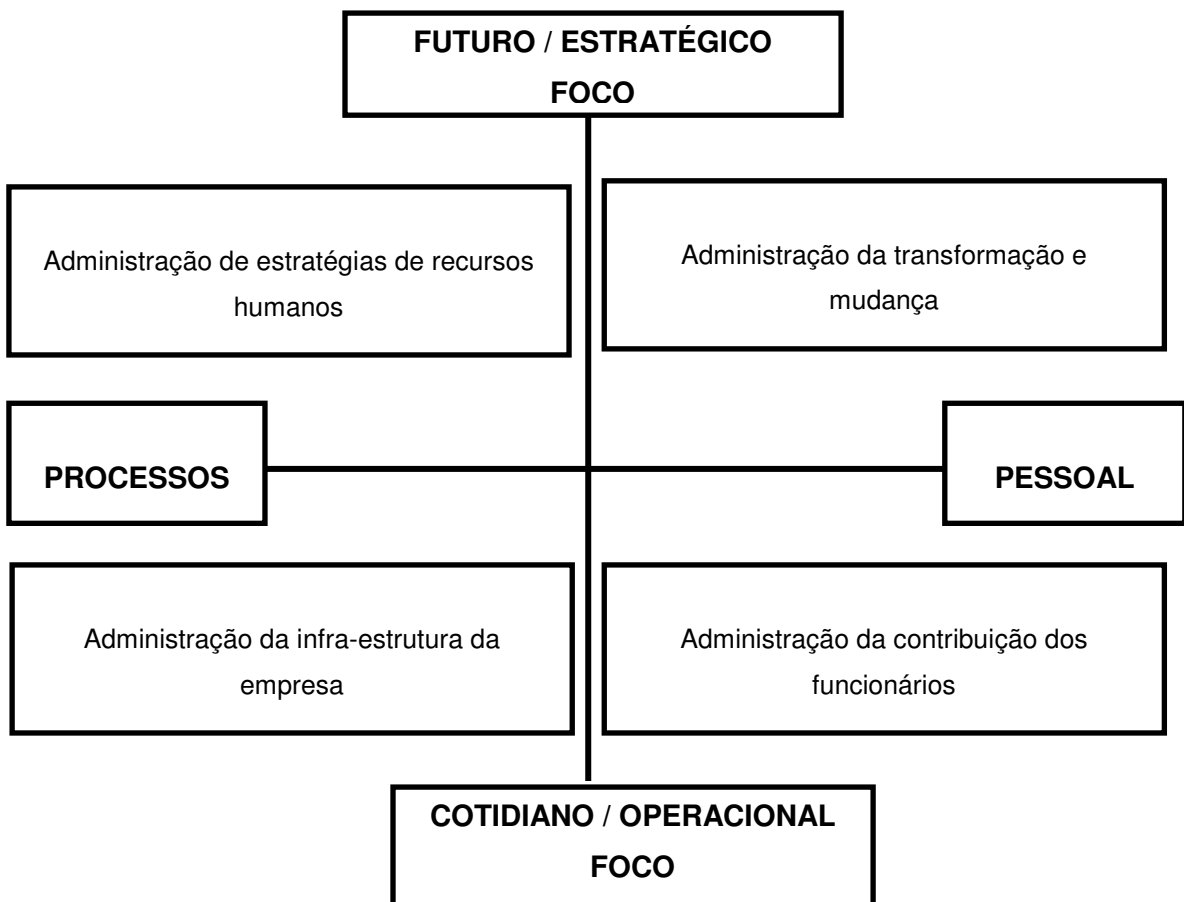 FUTURO / ESTRATÉGICO
FOCO
Administração de estratégias de recursos
humanos
Administração da transformação e
mudança
PROCESSOS
PESSOAL
Administração da infra-estrutura da
empresa
Administração da contribuição dos
funcionários
COTIDIANO / OPERACIONAL
FOCO